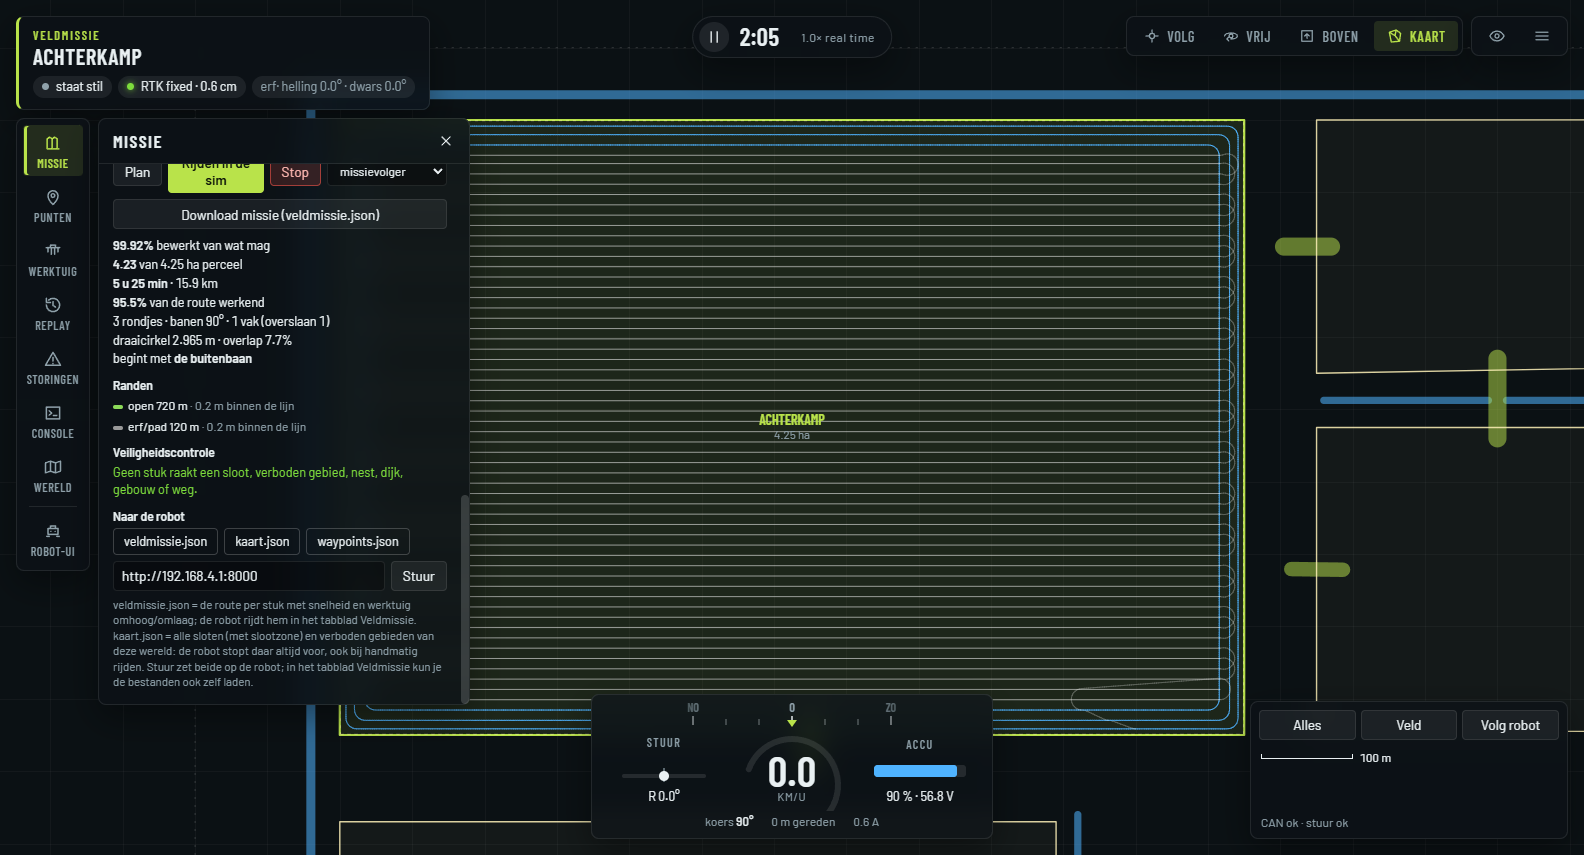 VELDMISSIE
ACHTERKAMP
staat stil
RTK fixed · 0.6 cm
erf · helling 0.0° · dwars 0.0°
2:05
1.0× real time
VOLG
VRIJ
BOVEN
KAART
MISSIE
PUNTEN
WERKTUIG
REPLAY
STORINGEN
CONSOLE
WERELD
ROBOT-UI
MISSIE
Plan
Rijden in de
sim
Stop
missievolger
Download missie (veldmissie.json)
99.92% bewerkt van wat mag
4.23 van 4.25 ha perceel
5 u 25 min · 15.9 km
95.5% van de route werkend
3 rondjes · banen 90° · 1 vak (overslaan 1)
draaicirkel 2.965 m · overlap 7.7%
begint met de buitenbaan
Randen
open 720 m · 0.2 m binnen de lijn
erf/pad 120 m · 0.2 m binnen de lijn
Veiligheidscontrole
Geen stuk raakt een sloot, verboden gebied, nest, dijk,
gebouw of weg.
Naar de robot
veldmissie.json
kaart.json
waypoints.json
http://192.168.4.1:8000
Stuur
veldmissie.json = de route per stuk met snelheid en werktuig
omhoog/omlaag; de robot rijdt hem in het tabblad Veldmissie.
kaart.json = alle sloten (met slootzone) en verboden gebieden van
deze wereld: de robot stopt daar altijd voor, ook bij handmatig
rijden. Stuur zet beide op de robot; in het tabblad Veldmissie kun je
de bestanden ook zelf laden.
ACHTERKAMP
4.25 ha
NO
O
ZO
STUUR
R 0.0°
0.0
KM/U
ACCU
90 % · 56.8 V
koers 90°
0 m gereden
0.6 A
Alles
Veld
Volg robot
100 m
CAN ok · stuur ok